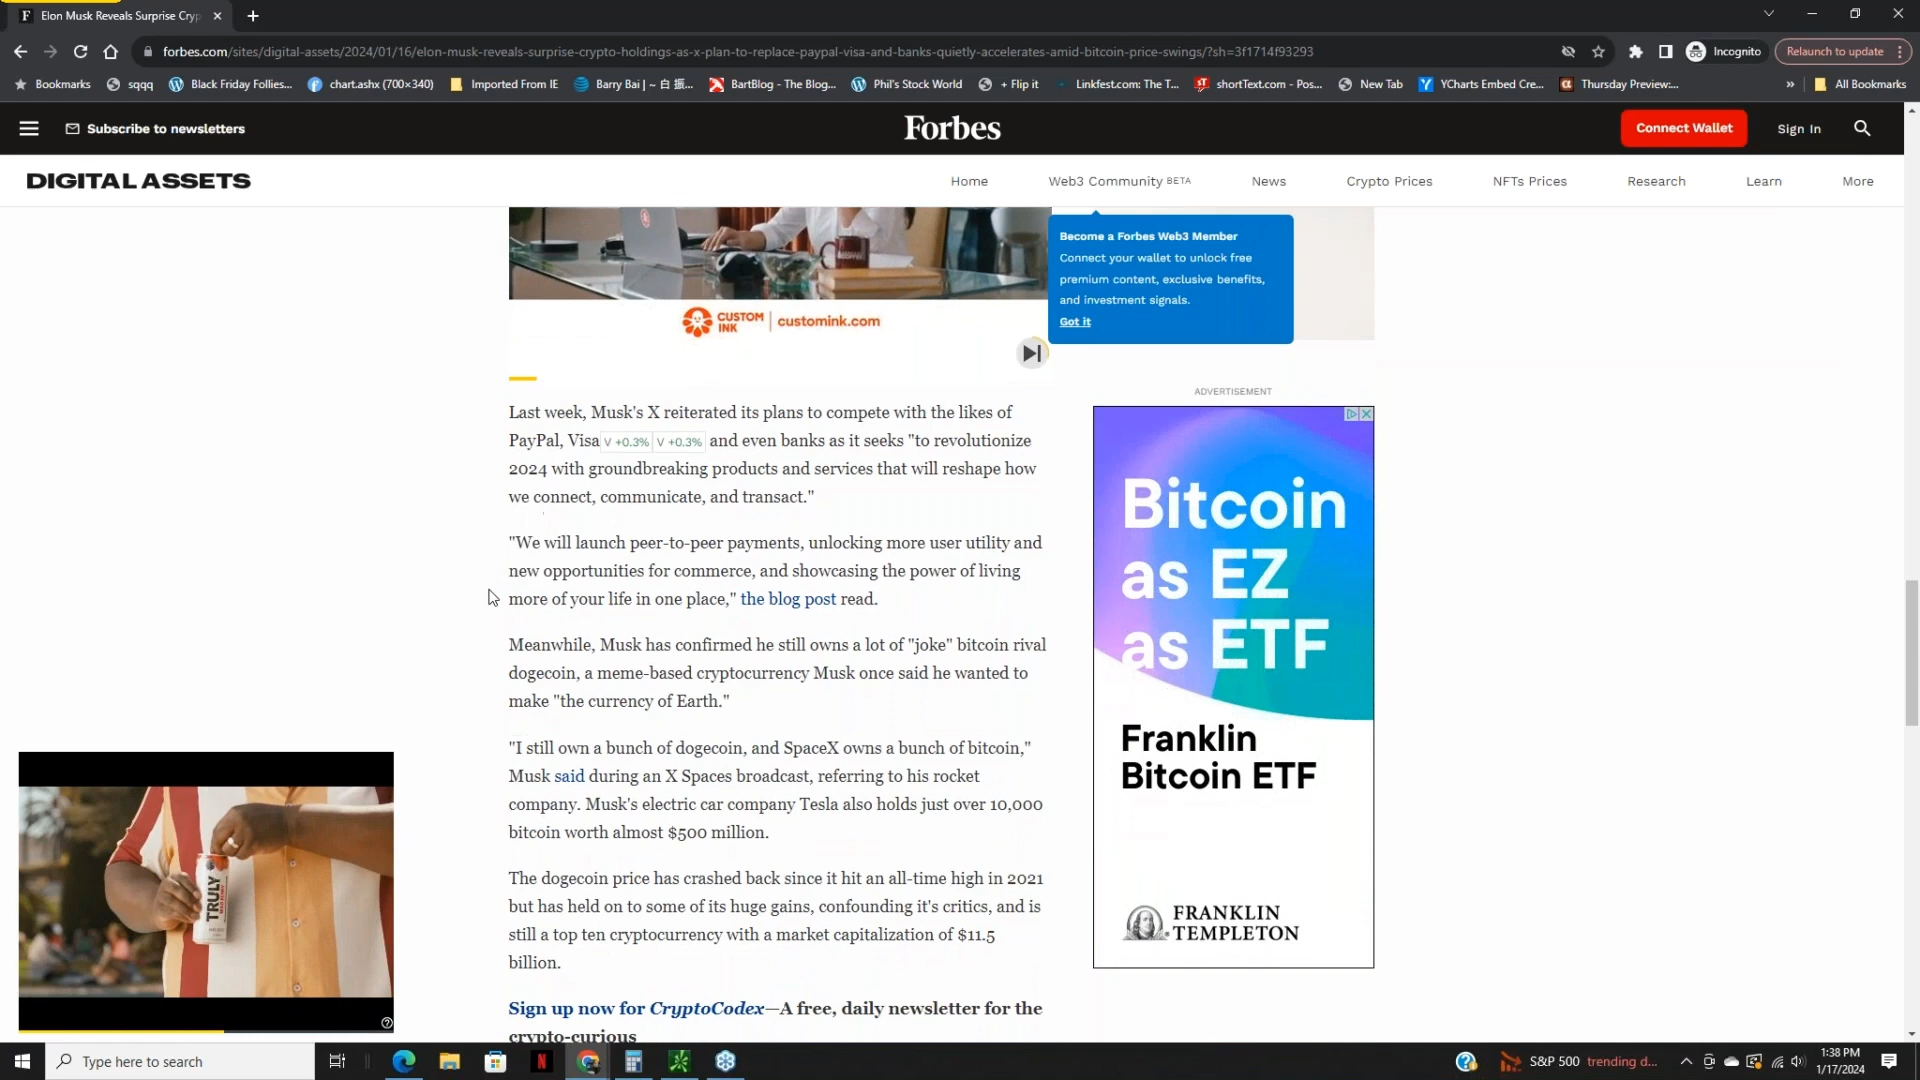 F Elon Musk Reveals Surprise Cryp
forbes.com/sites/digital-assets/2024/01/16/elon-musk-reveals-surprise-crypto-holdings-as-x-plan-to-replace-paypal-visa-and-banks-quietly-accelerates-amid-bitcoin-price-swings/?sh=3f1714f93293
Incognito
Relaunch to update
Bookmarks
sqqq
Black Friday Follies...
chart.ashx (700×340)
Imported From IE
Barry Bai | ~ 白 振...
BartBlog - The Blog...
Phil's Stock World
+ Flip it
Linkfest.com: The T...
shortText.com - Pos...
New Tab
YCharts Embed Cre...
Thursday Preview:...
»
All Bookmarks
Subscribe to newsletters
Forbes
Connect Wallet
Sign In
DIGITAL ASSETS
Home
Web3 Community BETA
News
Crypto Prices
NFTs Prices
Research
Learn
More
Become a Forbes Web3 Member
Connect your wallet to unlock free
premium content, exclusive benefits,
and investment signals.
Got it
CUSTOM
INK
customink.com
ADVERTISEMENT
Last week, Musk's X reiterated its plans to compete with the likes of
PayPal, Visa V +0.3% V +0.3% and even banks as it seeks "to revolutionize
2024 with groundbreaking products and services that will reshape how
we connect, communicate, and transact."
"We will launch peer-to-peer payments, unlocking more user utility and
new opportunities for commerce, and showcasing the power of living
more of your life in one place," the blog post read.
Meanwhile, Musk has confirmed he still owns a lot of "joke" bitcoin rival
dogecoin, a meme-based cryptocurrency Musk once said he wanted to
make "the currency of Earth."
"I still own a bunch of dogecoin, and SpaceX owns a bunch of bitcoin,"
Musk said during an X Spaces broadcast, referring to his rocket
company. Musk's electric car company Tesla also holds just over 10,000
bitcoin worth almost $500 million.
The dogecoin price has crashed back since it hit an all-time high in 2021
but has held on to some of its huge gains, confounding it's critics, and is
still a top ten cryptocurrency with a market capitalization of $11.5
billion.
Sign up now for CryptoCodex—A free, daily newsletter for the
crypto-curious
Bitcoin
as EZ
as ETF
Franklin
Bitcoin ETF
FRANKLIN
TEMPLETON
TRULY
Type here to search
S&P 500 trending d...
1:38 PM
1/17/2024